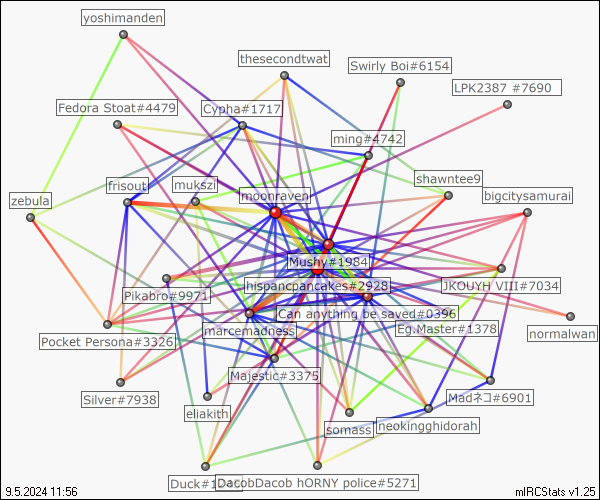 yoshimanden
thesecondtwat
Swirly Boi#6154
LPK2387 #7690
Fedora Stoat#4479
Cypha#1717
ming#4742
shawntee9
frisout
mukszi
bigcitysamurai
zebula
moonraven
Mushy#1984
Pikabro#9971
hispancpancakes#2928
JKOUYH VIII#7034
Can anything be saved#0396
marcemadness
Eg.Master#1378
normalwan
Pocket Persona#3326
Majestic#3375
Silver#7938
eliakith
Madネコ#6901
somass
neokingghidorah
DacobDacob hORNY police#5271
9.5.2024 11:56
mIRCStats v1.25